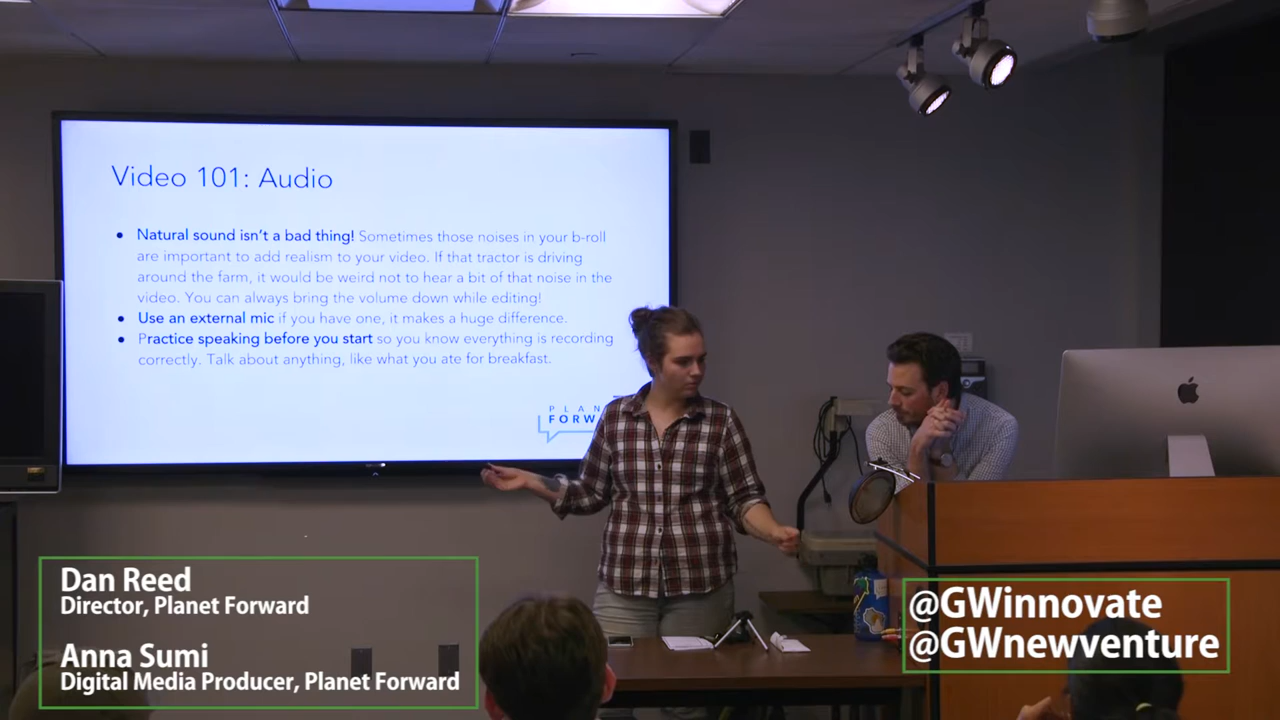 Video 101: Audio
● Natural sound isn't a bad thing! Sometimes those noises in your b-roll
are important to add realism to your video. If that tractor is driving
around the farm, it would be weird not to hear a bit of that noise in the
video. You can always bring the volume down while editing!
● Use an external mic if you have one, it makes a huge difference.
● Practice speaking before you start so you know everything is recording
correctly. Talk about anything, like what you ate for breakfast.
PLAN
FORW
Dan Reed
Director, Planet Forward
Anna Sumi
Digital Media Producer, Planet Forward
@GWinnovate
@GWnewventure